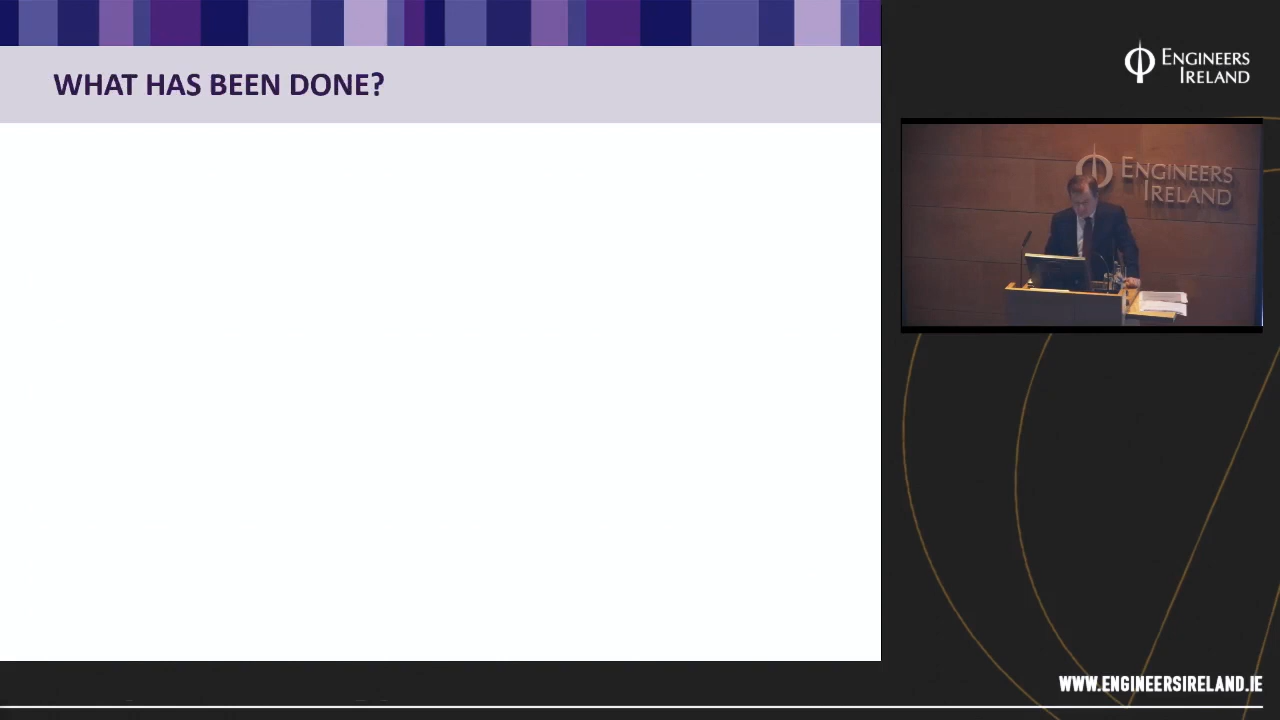 WHAT HAS BEEN DONE?
ENGINEERS
IRELAND
ENGINEERS
IRELAND
WWW.ENGINEERSIRELAND.IE